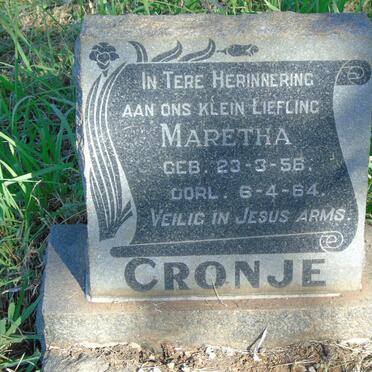 IN TERE HERINNERING
AAN ONS KLEIN LIEFLING
MARETHA
GEB. 23-3-56.
OORL. 6-4-64.
VEILIG IN JESUS ARMS.
CRONJE